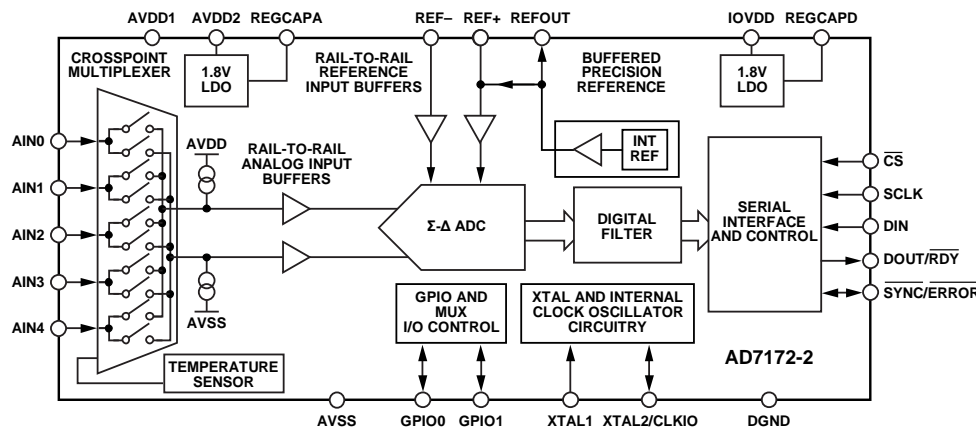 AVDD1 AVDD2 REGCAPA REF– REF+ REFOUT IOVDD REGCAPD
CROSSPOINT
MULTIPLEXER
1.8V
LDO
RAIL-TO-RAIL
REFERENCE
INPUT BUFFERS
BUFFERED
PRECISION
REFERENCE
1.8V
LDO
INT
REF
AVDD
RAIL-TO-RAIL
ANALOG INPUT
BUFFERS
AIN0
AIN1
AIN2
AIN3
AIN4
Σ-Δ ADC
DIGITAL
FILTER
SERIAL
INTERFACE
AND CONTROL
CS
SCLK
DIN
DOUT/RDY
SYNC/ERROR
AVSS
GPIO AND
MUX
I/O CONTROL
XTAL AND INTERNAL
CLOCK OSCILLATOR
CIRCUITRY
TEMPERATURE
SENSOR
AD7172-2
AVSS GPIO0 GPIO1 XTAL1 XTAL2/CLKIO DGND